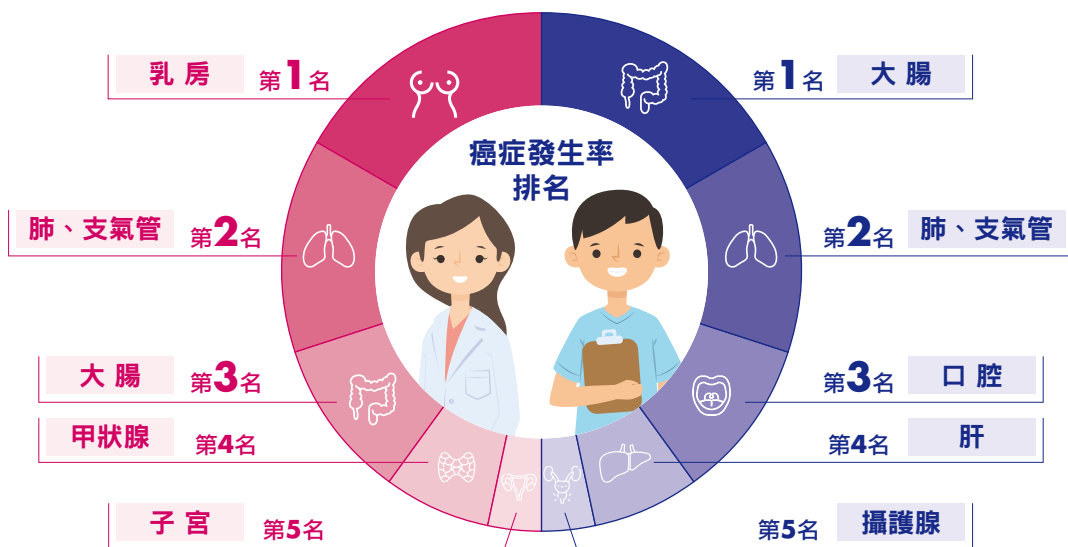 癌症發生率
排名
乳房 第1名
肺、支氣管 第2名
大腸 第3名
甲狀腺 第4名
子宮 第5名
第1名 大腸
第2名 肺、支氣管
第3名 口腔
第4名 肝
第5名 攝護腺